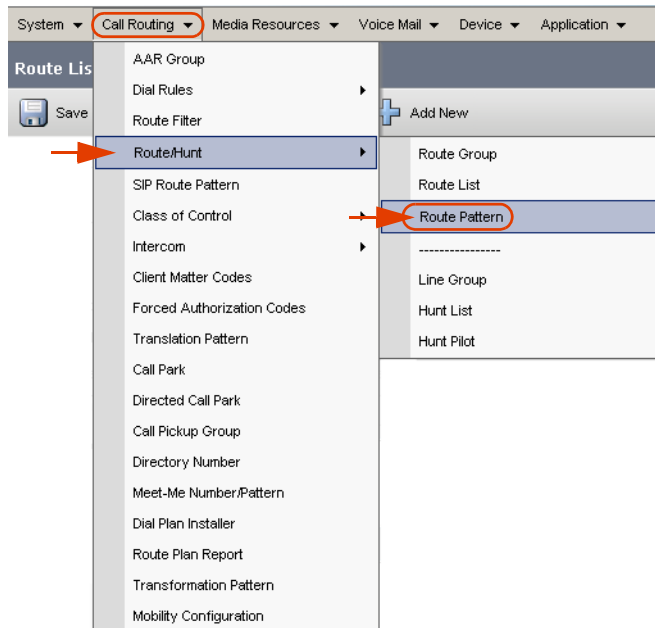 System Call Routing Media Resources Voice Mail Device Application
Route Lis
Save
Add New
AAR Group
Dial Rules
Route Filter
Route/Hunt
SIP Route Pattern
Class of Control
Intercom
Client Matter Codes
Forced Authorization Codes
Translation Pattern
Call Park
Directed Call Park
Call Pickup Group
Directory Number
Meet-Me Number/Pattern
Dial Plan Installer
Route Plan Report
Transformation Pattern
Mobility Configuration
Route Group
Route List
Route Pattern
----------------
Line Group
Hunt List
Hunt Pilot